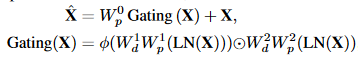 X̂ = W_p^0 Gating (X) + X,
Gating(X) = ϕ(W_d^1 W_p^1 (LN(X)))⊙W_d^2 W_p^2 (LN(X))